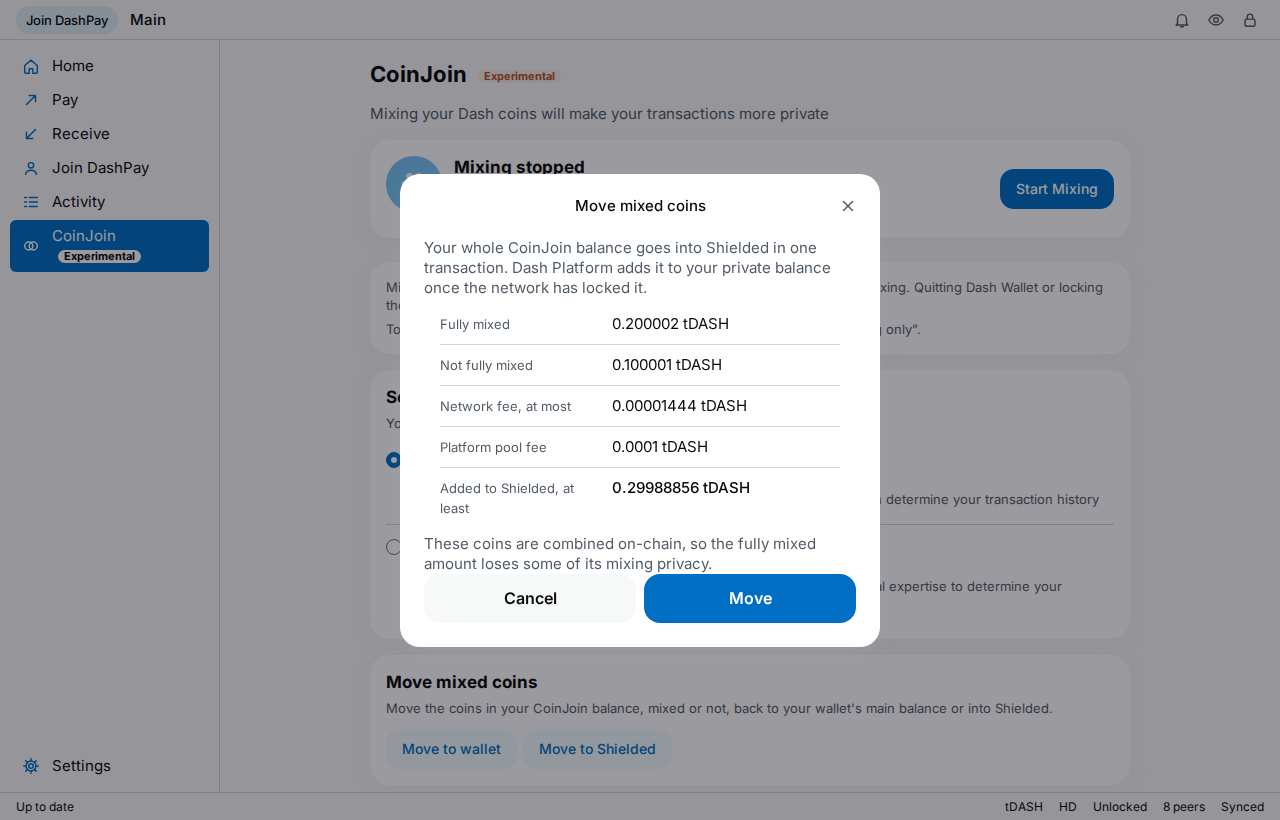 Join DashPay Main
Home
Pay
Receive
Join DashPay
Activity
CoinJoin
Experimental
Settings
CoinJoin Experimental
Mixing your Dash coins will make your transactions more private
Mixing stopped
Start Mixing
xing. Quitting Dash Wallet or locking
g only”.
determine your transaction history
l expertise to determine your
Move mixed coins
Your whole CoinJoin balance goes into Shielded in one
transaction. Dash Platform adds it to your private balance
once the network has locked it.
Fully mixed 0.200002 tDASH
Not fully mixed 0.100001 tDASH
Network fee, at most 0.00001444 tDASH
Platform pool fee 0.0001 tDASH
Added to Shielded, at 0.29988856 tDASH
least
These coins are combined on-chain, so the fully mixed
amount loses some of its mixing privacy.
Cancel Move
Move mixed coins
Move the coins in your CoinJoin balance, mixed or not, back to your wallet's main balance or into Shielded.
Move to wallet Move to Shielded
Up to date tDASH HD Unlocked 8 peers Synced